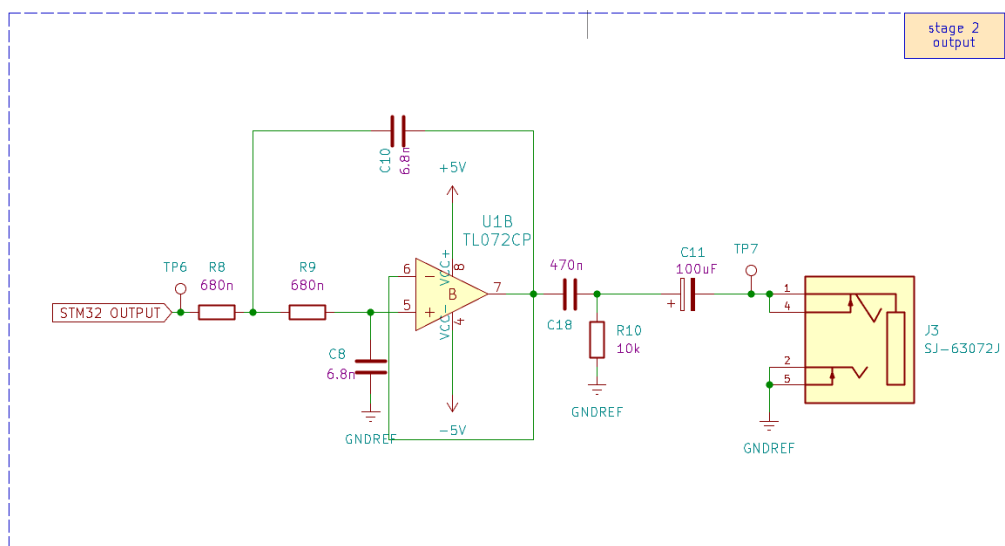 stage 2
output
C10
6.8n
+5V
U1B
TL072CP
VCC+
8
6
−
5
+
B
7
VCC-
4
−5V
TP6
R8
680n
R9
680n
STM32 OUTPUT
C8
6.8n
GNDREF
470n
C18
R10
10k
GNDREF
C11
100uF
+
TP7
1
4
2
5
J3
SJ-63072J
GNDREF